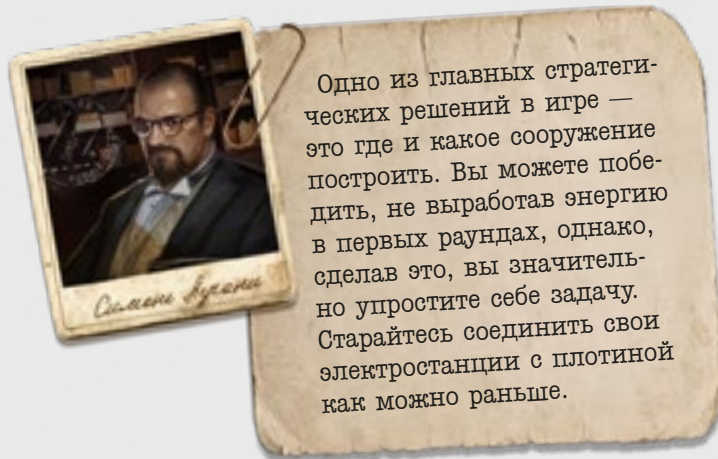 Одно из главных стратеги-
ческих решений в игре —
это где и какое сооружение
построить. Вы можете побе-
дить, не выработав энергию
в первых раундах, однако,
сделав это, вы значитель-
но упростите себе задачу.
Старайтесь соединить свои
электростанции с плотиной
как можно раньше.
Симоне